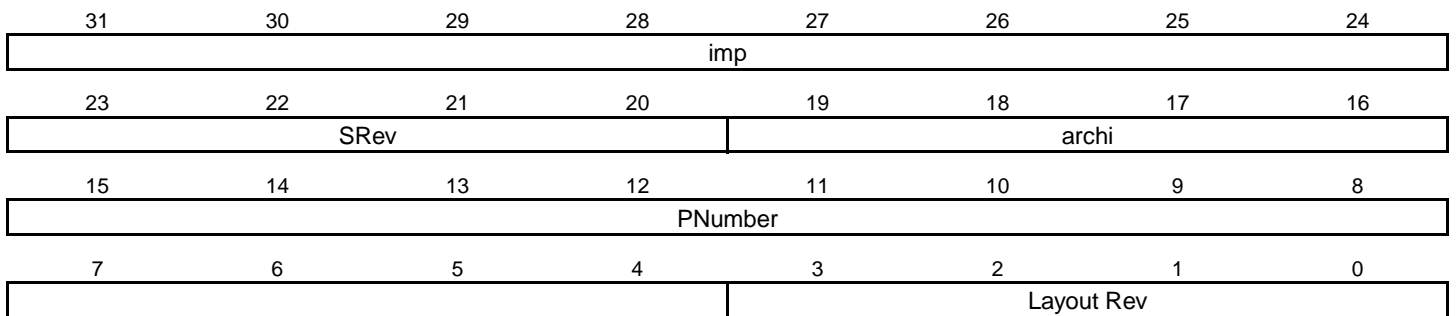 31 30 29 28 27 26 25 24
imp
23 22 21 20 19 18 17 16
SRev archi
15 14 13 12 11 10 9 8
PNumber
7 6 5 4 3 2 1 0
Layout Rev